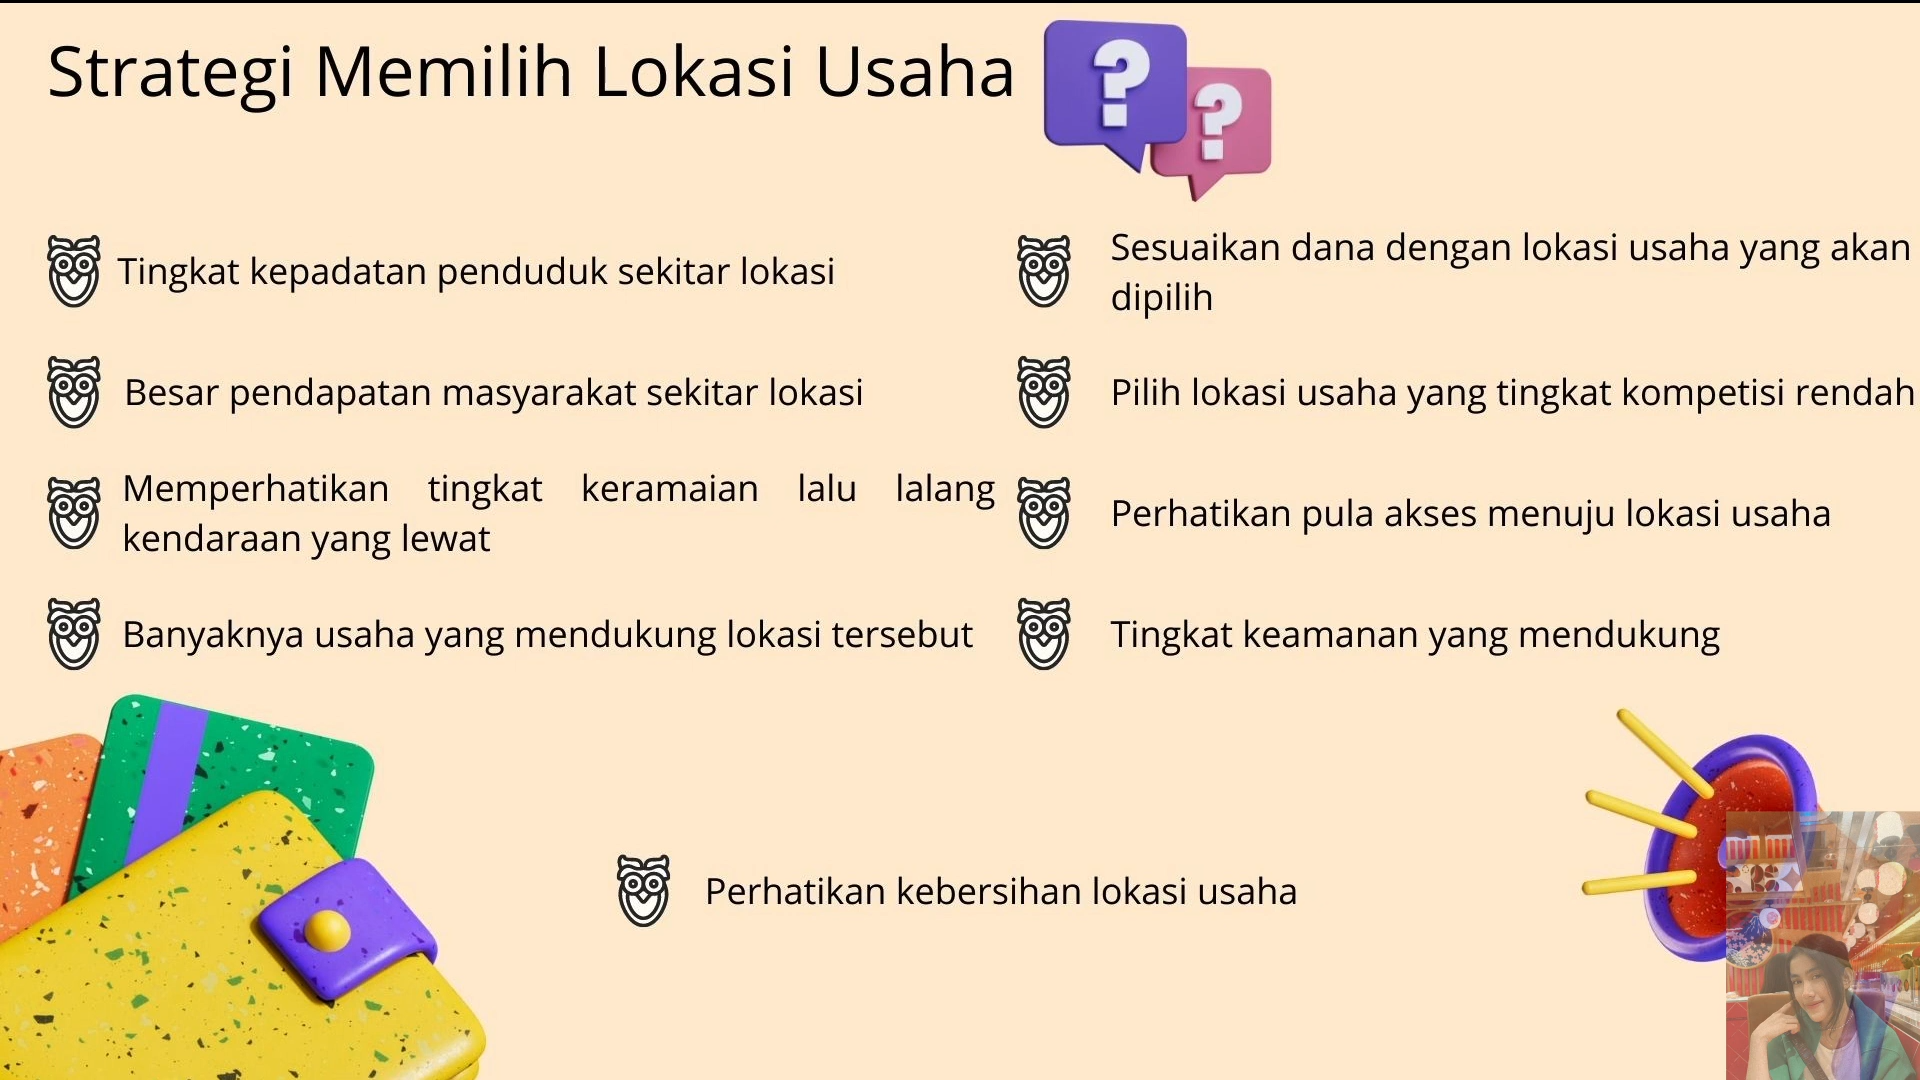 Strategi Memilih Lokasi Usaha
? ?
Tingkat kepadatan penduduk sekitar lokasi
Besar pendapatan masyarakat sekitar lokasi
Memperhatikan tingkat keramaian lalu lalang
kendaraan yang lewat
Banyaknya usaha yang mendukung lokasi tersebut
Sesuaikan dana dengan lokasi usaha yang akan
dipilih
Pilih lokasi usaha yang tingkat kompetisi rendah
Perhatikan pula akses menuju lokasi usaha
Tingkat keamanan yang mendukung
Perhatikan kebersihan lokasi usaha